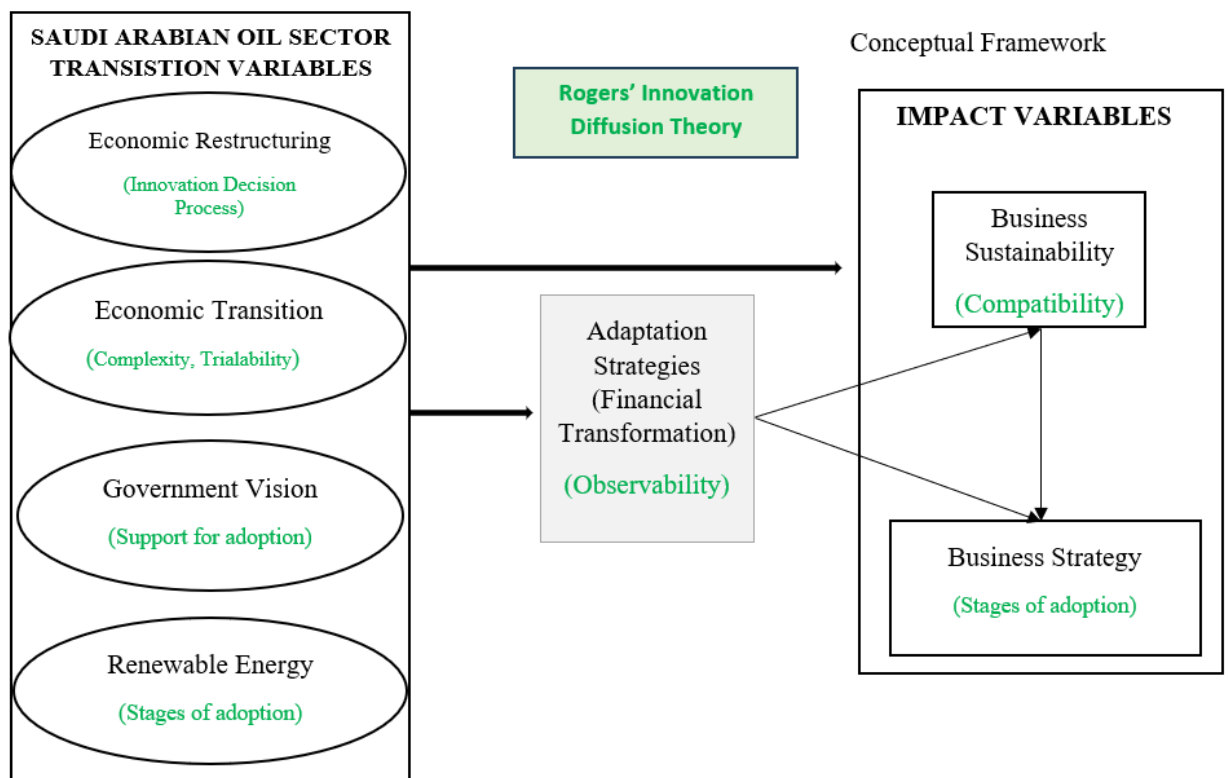 SAUDI ARABIAN OIL SECTOR
TRANSISTION VARIABLES
Economic Restructuring
(Innovation Decision
Process)
Economic Transition
(Complexity, Trialability)
Government Vision
(Support for adoption)
Renewable Energy
(Stages of adoption)
Rogers’ Innovation
Diffusion Theory
Adaptation
Strategies
(Financial
Transformation)
(Observability)
Conceptual Framework
IMPACT VARIABLES
Business
Sustainability
(Compatibility)
Business Strategy
(Stages of adoption)